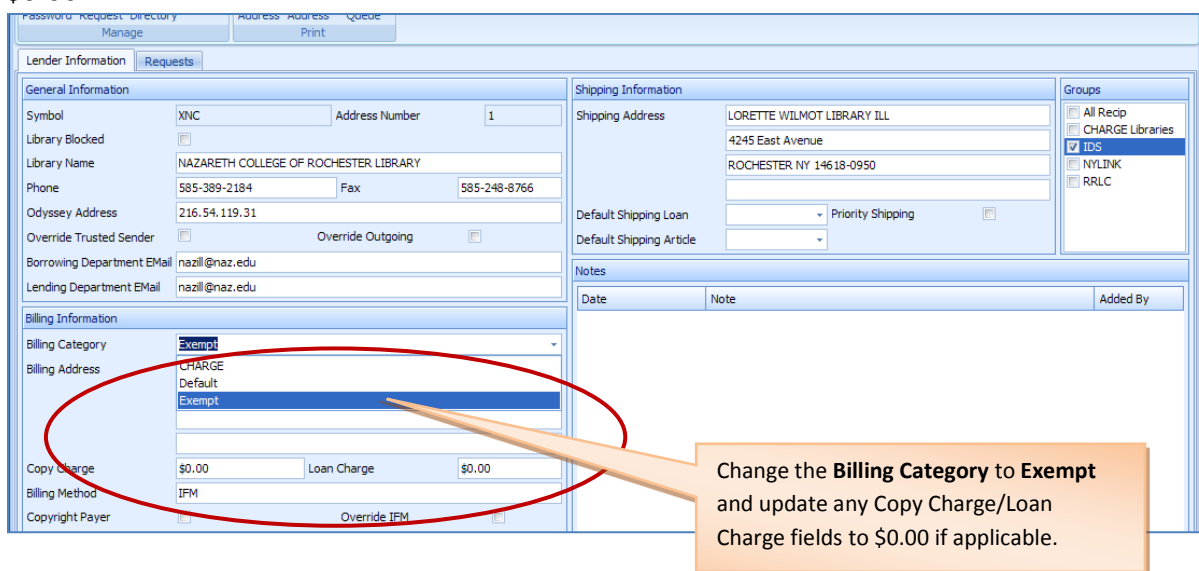 Password Request Directory Address Address Queue
Manage Print
Lender Information Requests
General Information
Symbol XNC Address Number 1
Library Blocked
Library Name NAZARETH COLLEGE OF ROCHESTER LIBRARY
Phone 585-389-2184 Fax 585-248-8766
Odyssey Address 216.54.119.31
Override Trusted Sender Override Outgoing
Borrowing Department EMail nazill@naz.edu
Lending Department EMail nazill@naz.edu
Billing Information
Billing Category Exempt
Billing Address CHARGE
Default
Exempt
Copy Charge $0.00 Loan Charge $0.00
Billing Method IFM
Copyright Payer Override IFM
Shipping Information
Shipping Address LORETTE WILMOT LIBRARY ILL
4245 East Avenue
ROCHESTER NY 14618-0950
Default Shipping Loan Priority Shipping
Default Shipping Article
Groups
All Recip
CHARGE Libraries
IDS
NYLINK
RRLC
Notes
Date Note Added By
Change the Billing Category to Exempt
and update any Copy Charge/Loan
Charge fields to $0.00 if applicable.